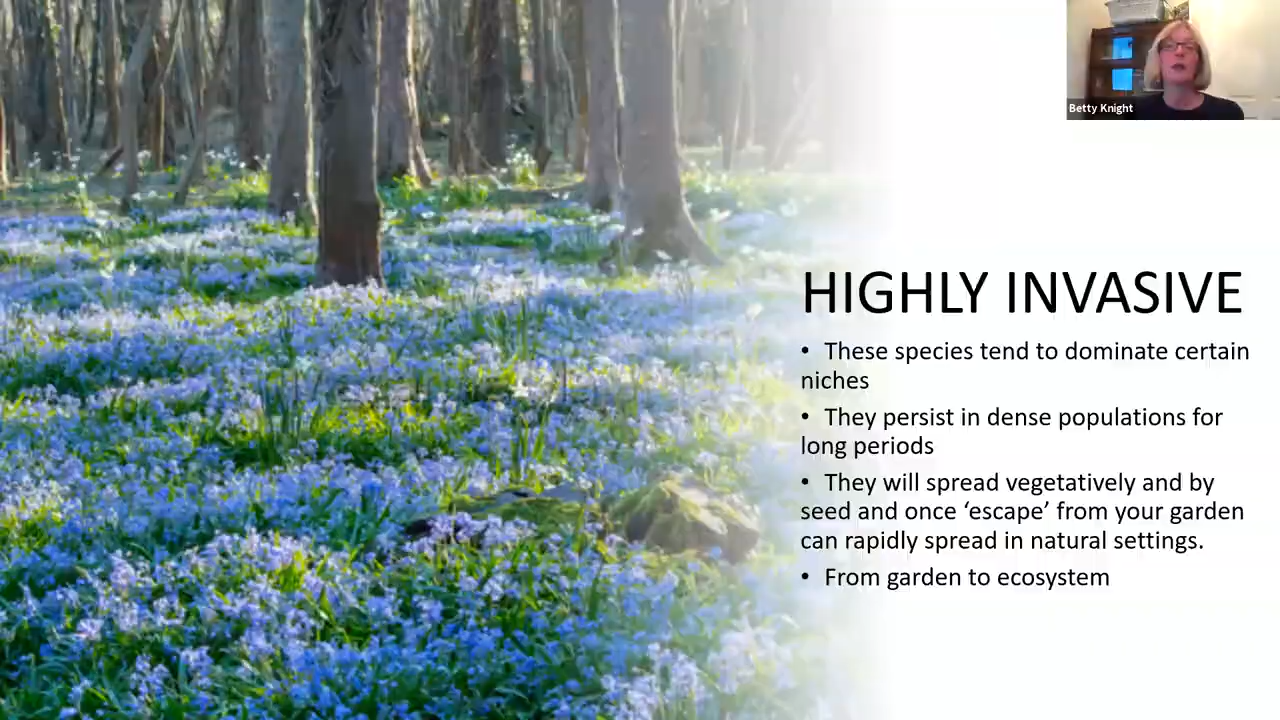 Betty Knight
HIGHLY INVASIVE
• These species tend to dominate certain
niches
• They persist in dense populations for
long periods
• They will spread vegetatively and by
seed and once ‘escape’ from your garden
can rapidly spread in natural settings.
• From garden to ecosystem